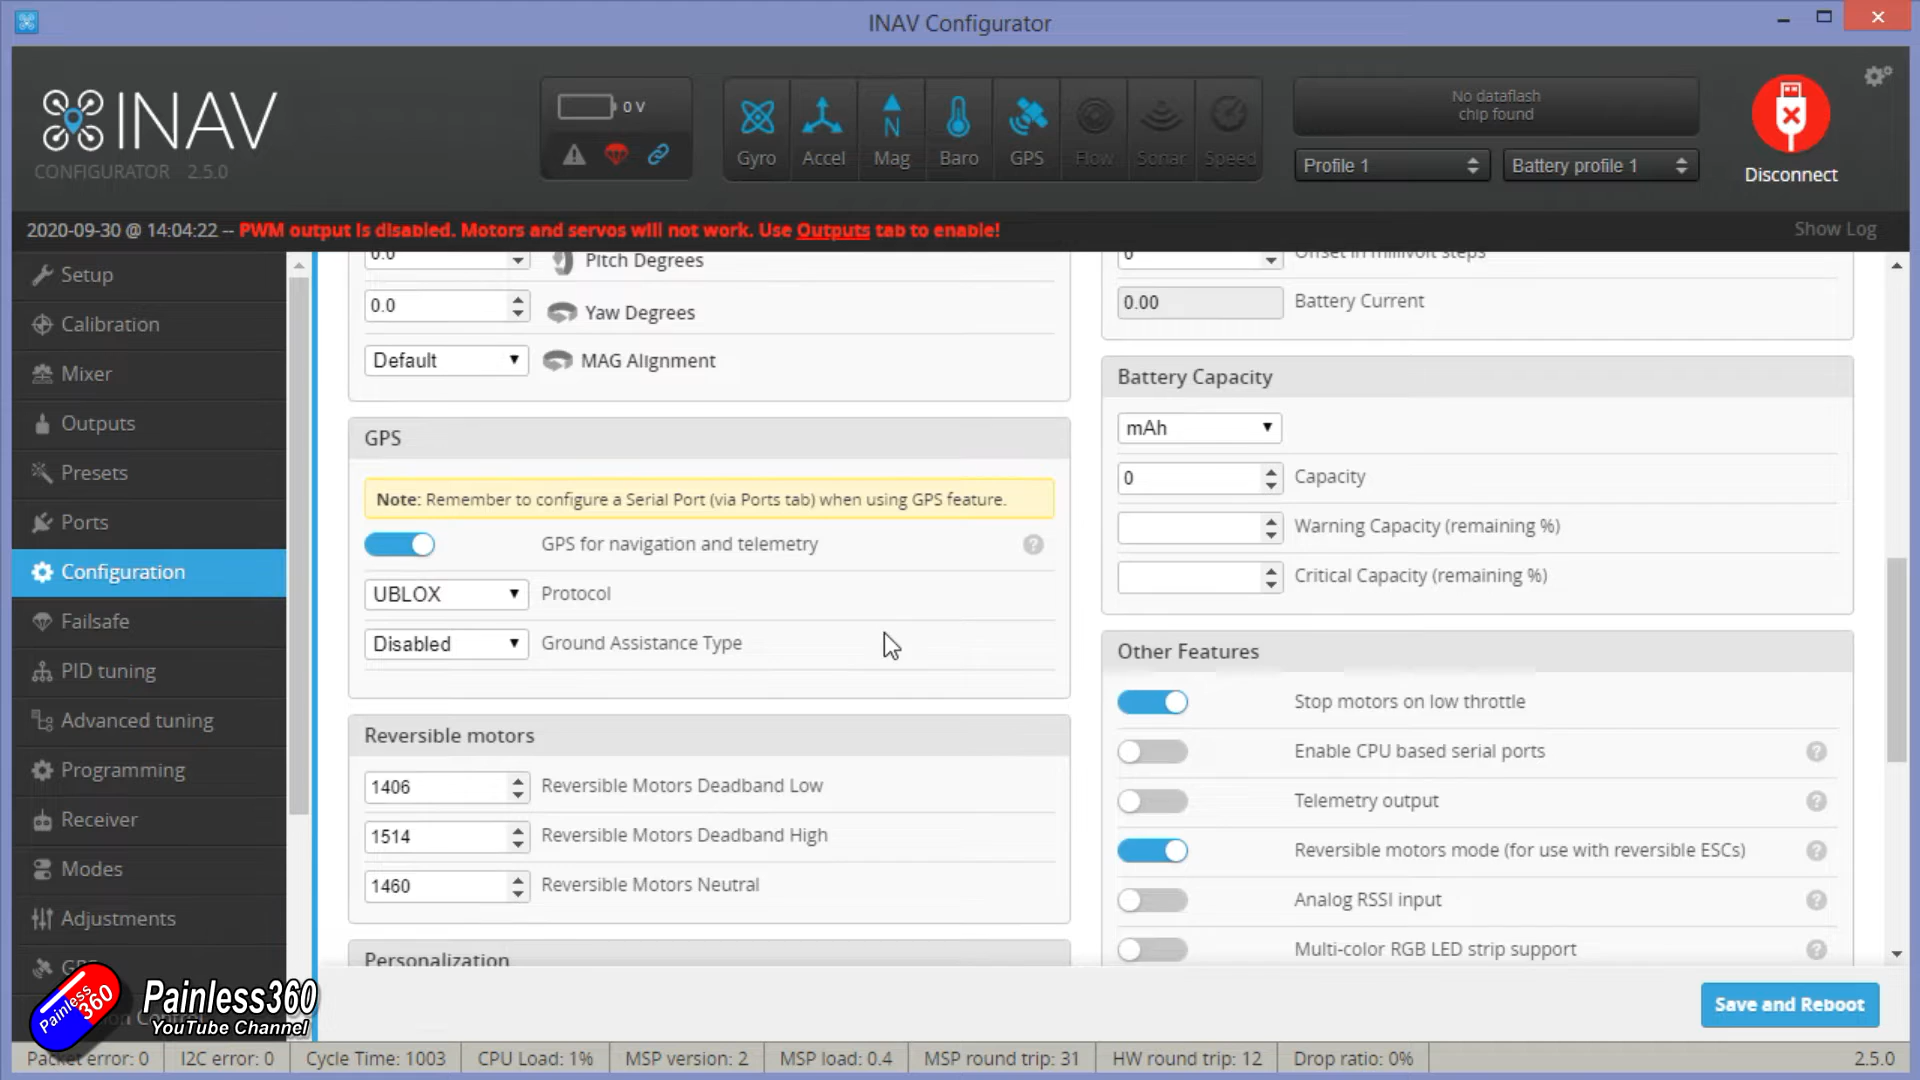 INAV Configurator
INAV
CONFIGURATOR 2.5.0
0 V
Gyro
Accel
Mag
Baro
GPS
Flow
Sonar
Speed
No dataflash
chip found
Profile 1
Battery profile 1
Disconnect
2020-09-30 @ 14:04:22 -- PWM output is disabled. Motors and servos will not work. Use Outputs tab to enable!
Show Log
Setup
Calibration
Mixer
Outputs
Presets
Ports
Configuration
Failsafe
PID tuning
Advanced tuning
Programming
Receiver
Modes
Adjustments
0.0 Pitch Degrees
0.0 Yaw Degrees
Default MAG Alignment
GPS
Note: Remember to configure a Serial Port (via Ports tab) when using GPS feature.
GPS for navigation and telemetry
UBLOX Protocol
Disabled Ground Assistance Type
Reversible motors
1406 Reversible Motors Deadband Low
1514 Reversible Motors Deadband High
1460 Reversible Motors Neutral
Personalization
0 Offset in millivolt steps
0.00 Battery Current
Battery Capacity
mAh
0 Capacity
Warning Capacity (remaining %)
Critical Capacity (remaining %)
Other Features
Stop motors on low throttle
Enable CPU based serial ports
Telemetry output
Reversible motors mode (for use with reversible ESCs)
Analog RSSI input
Multi-color RGB LED strip support
Save and Reboot
Painless
360
Painless360
YouTube Channel
Packet error: 0
I2C error: 0
Cycle Time: 1003
CPU Load: 1%
MSP version: 2
MSP load: 0.4
MSP round trip: 31
HW round trip: 12
Drop ratio: 0%
2.5.0